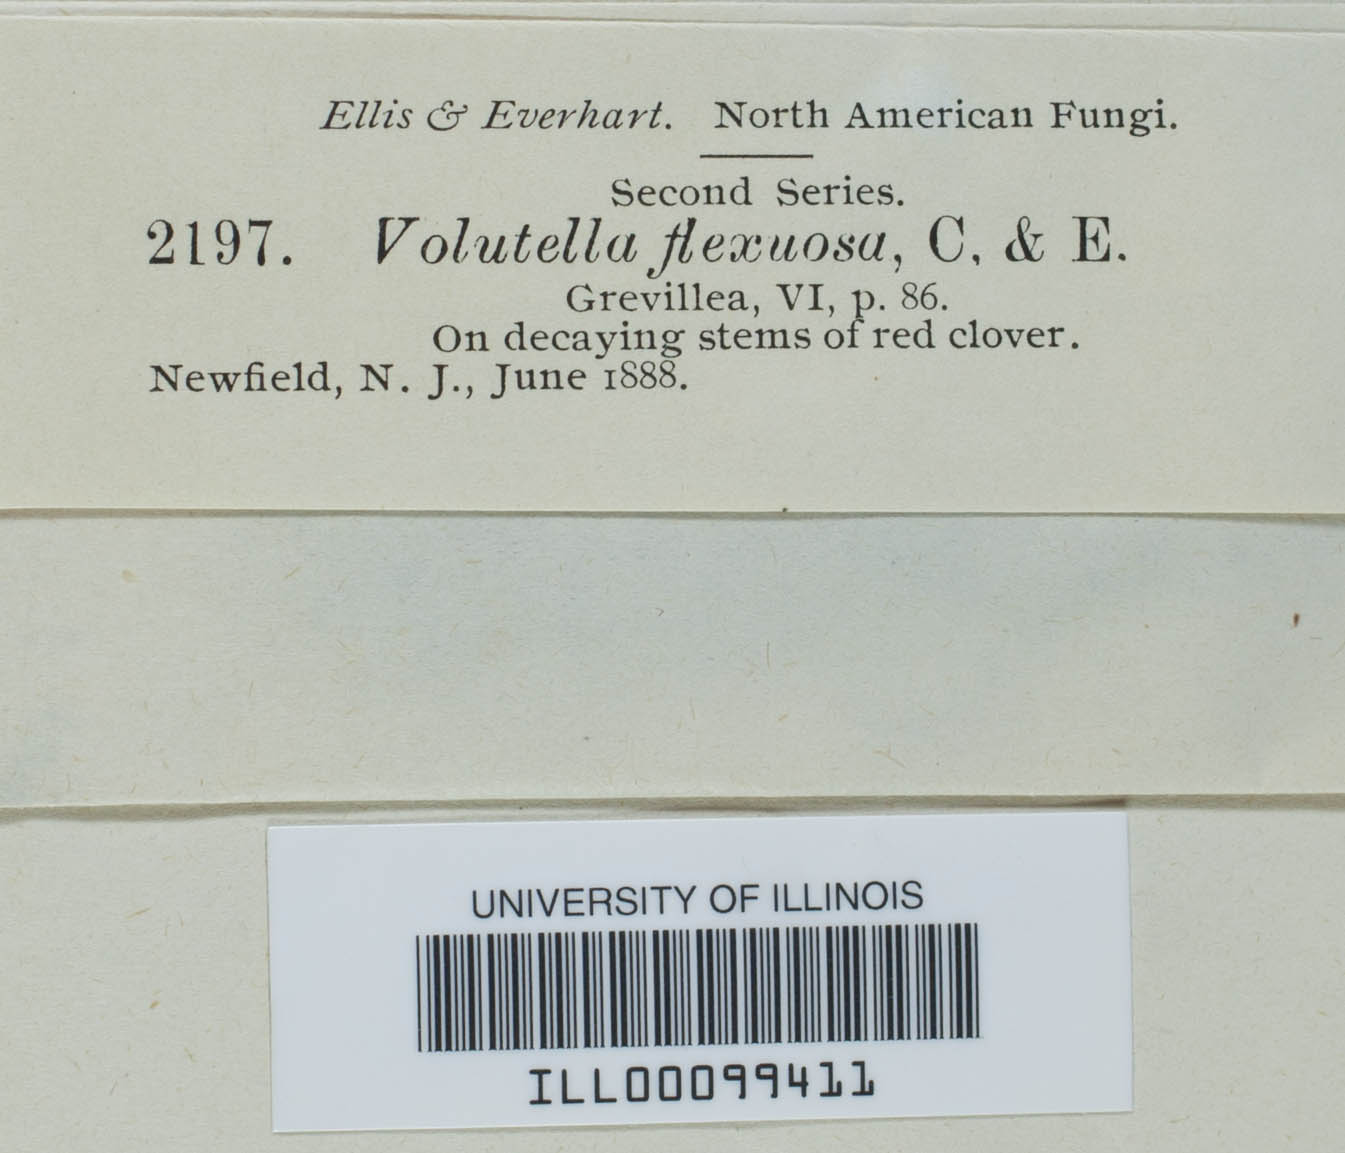 Ellis & Everhart. North American Fungi.
Second Series.
2197. Volutella flexuosa, C, & E.
Grevillea, VI, p. 86.
On decaying stems of red clover.
Newfield, N. J., June 1888.
UNIVERSITY OF ILLINOIS
ILL00099411